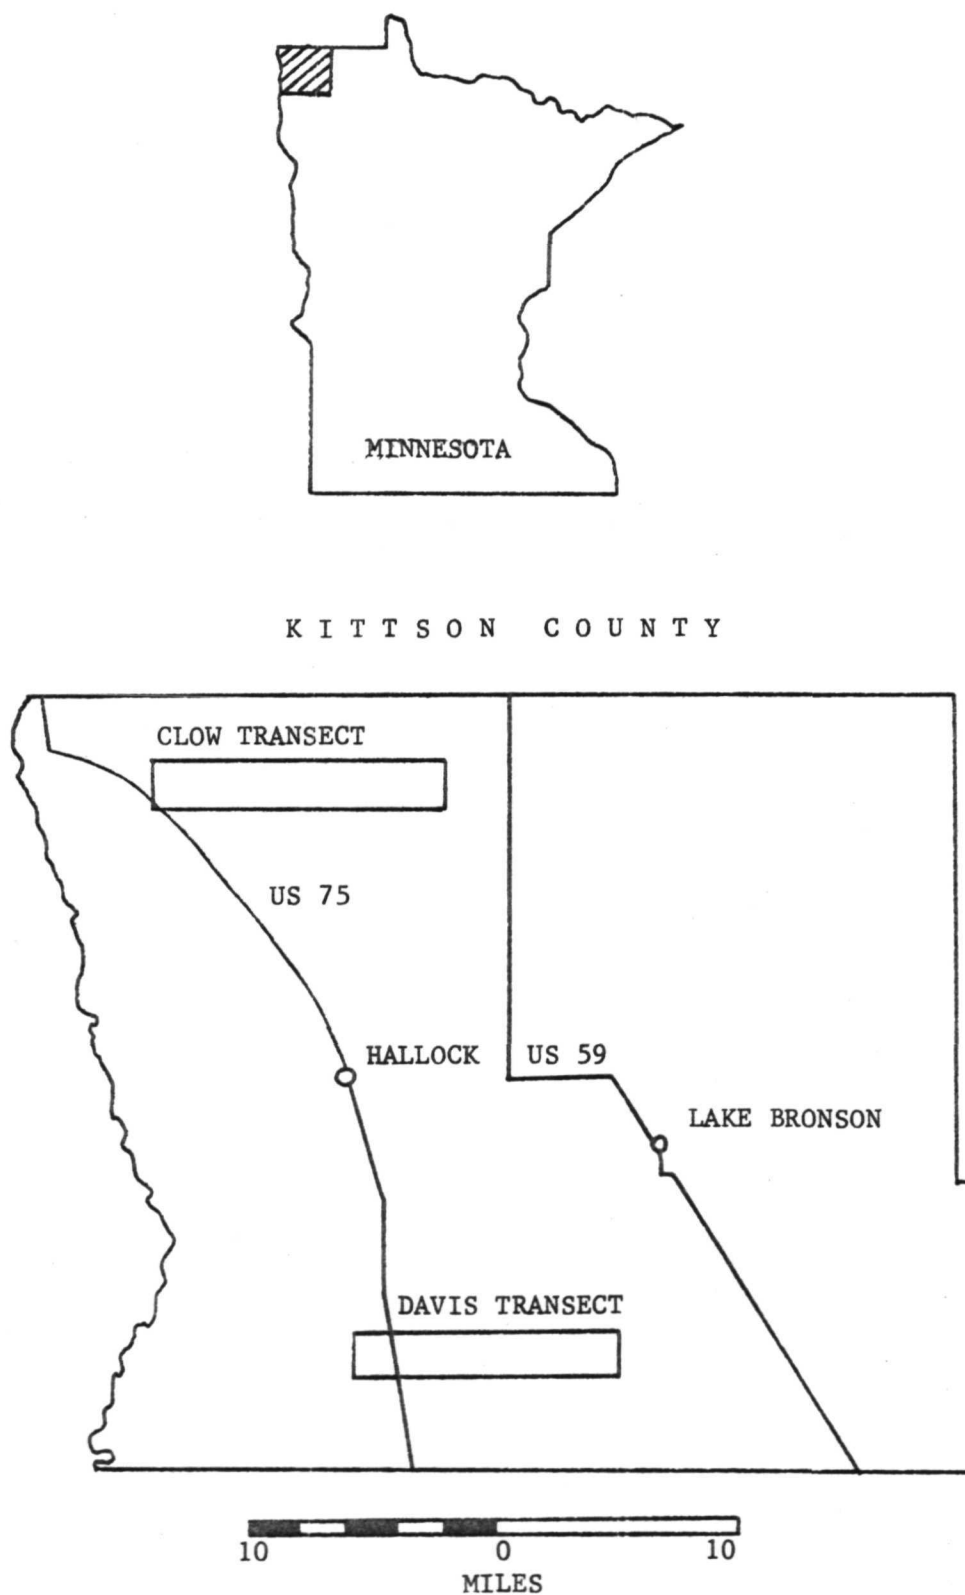 MINNESOTA
KITTSON COUNTY
CLOW TRANSECT
US 75
HALLOCK
US 59
LAKE BRONSON
DAVIS TRANSECT
10 0 10
MILES